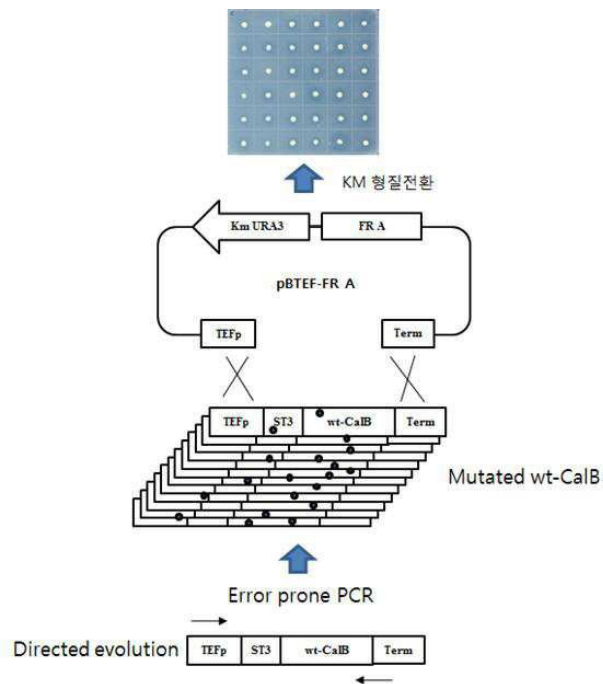 KM 형질전환
Km URA3 FR A
pBTEF-FR A
TEFp Term
TEFp ST3 wt-CalB Term
Mutated wt-CalB
Error prone PCR
Directed evolution TEFp ST3 wt-CalB Term